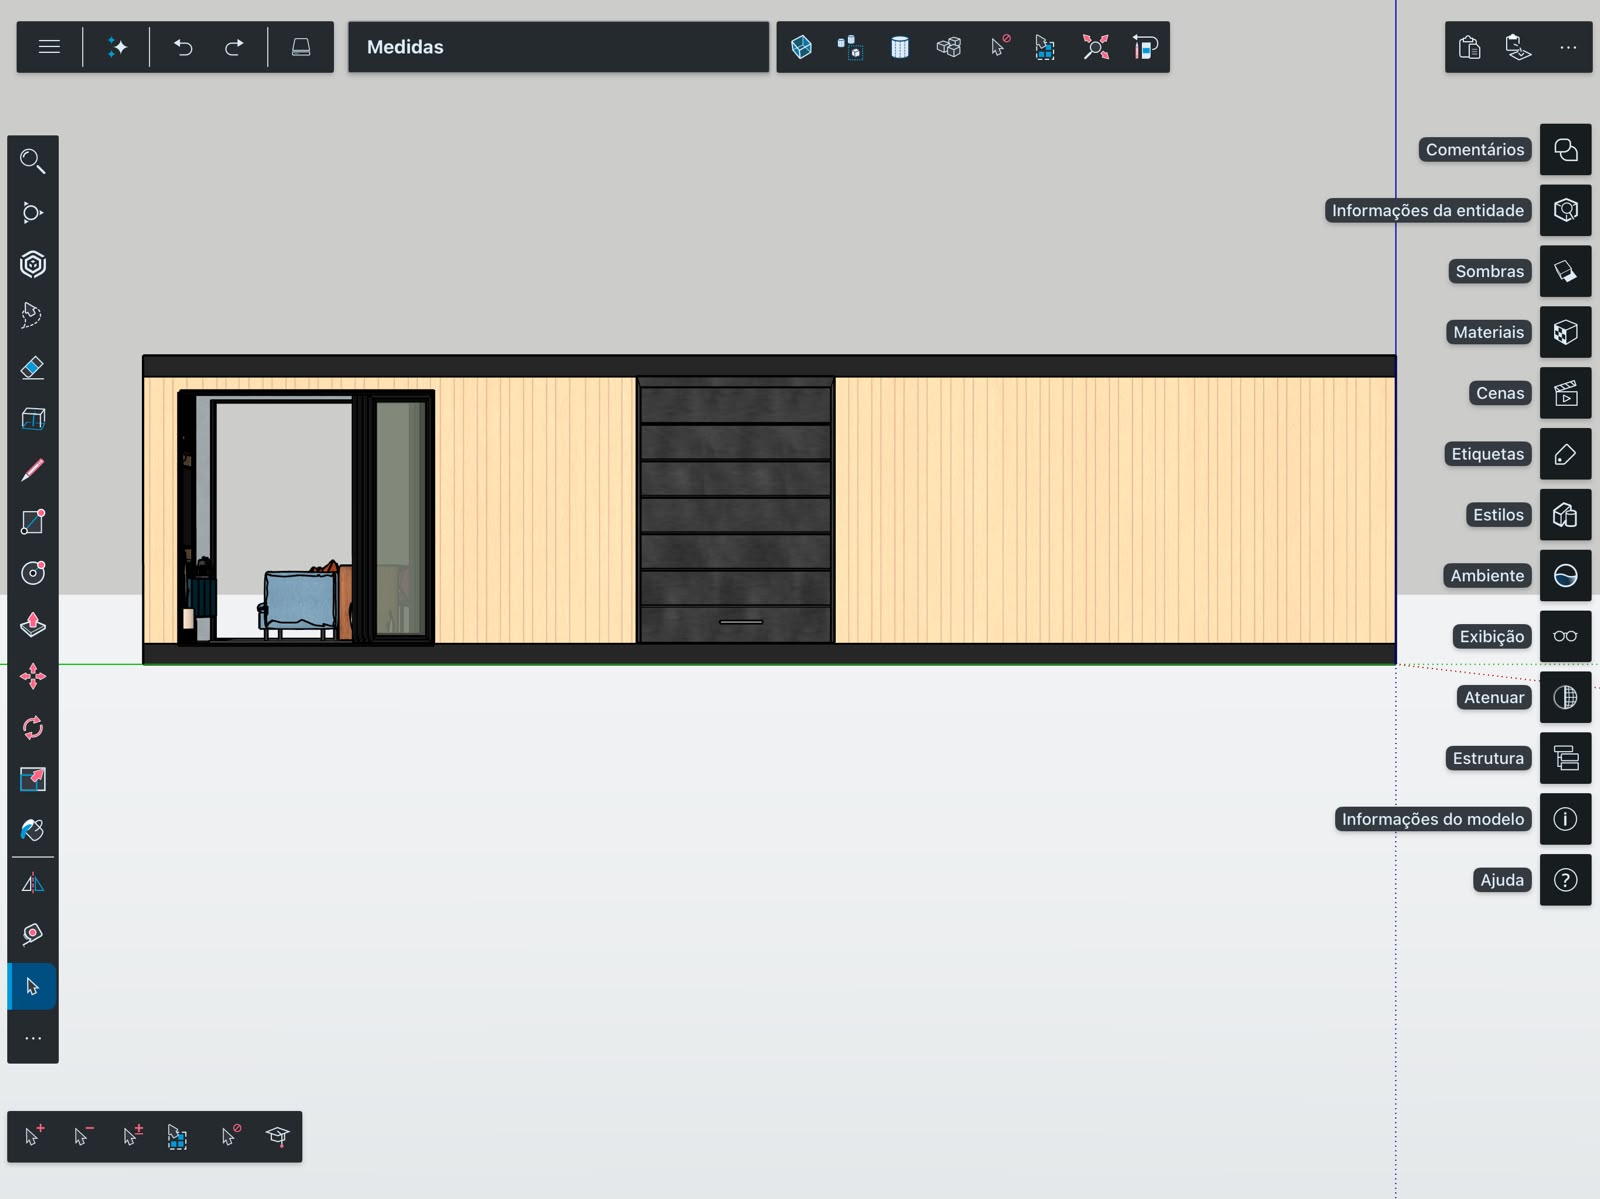 Medidas
Comentários
Informações da entidade
Sombras
Materiais
Cenas
Etiquetas
Estilos
Ambiente
Exibição
Atenuar
Estrutura
Informações do modelo
Ajuda